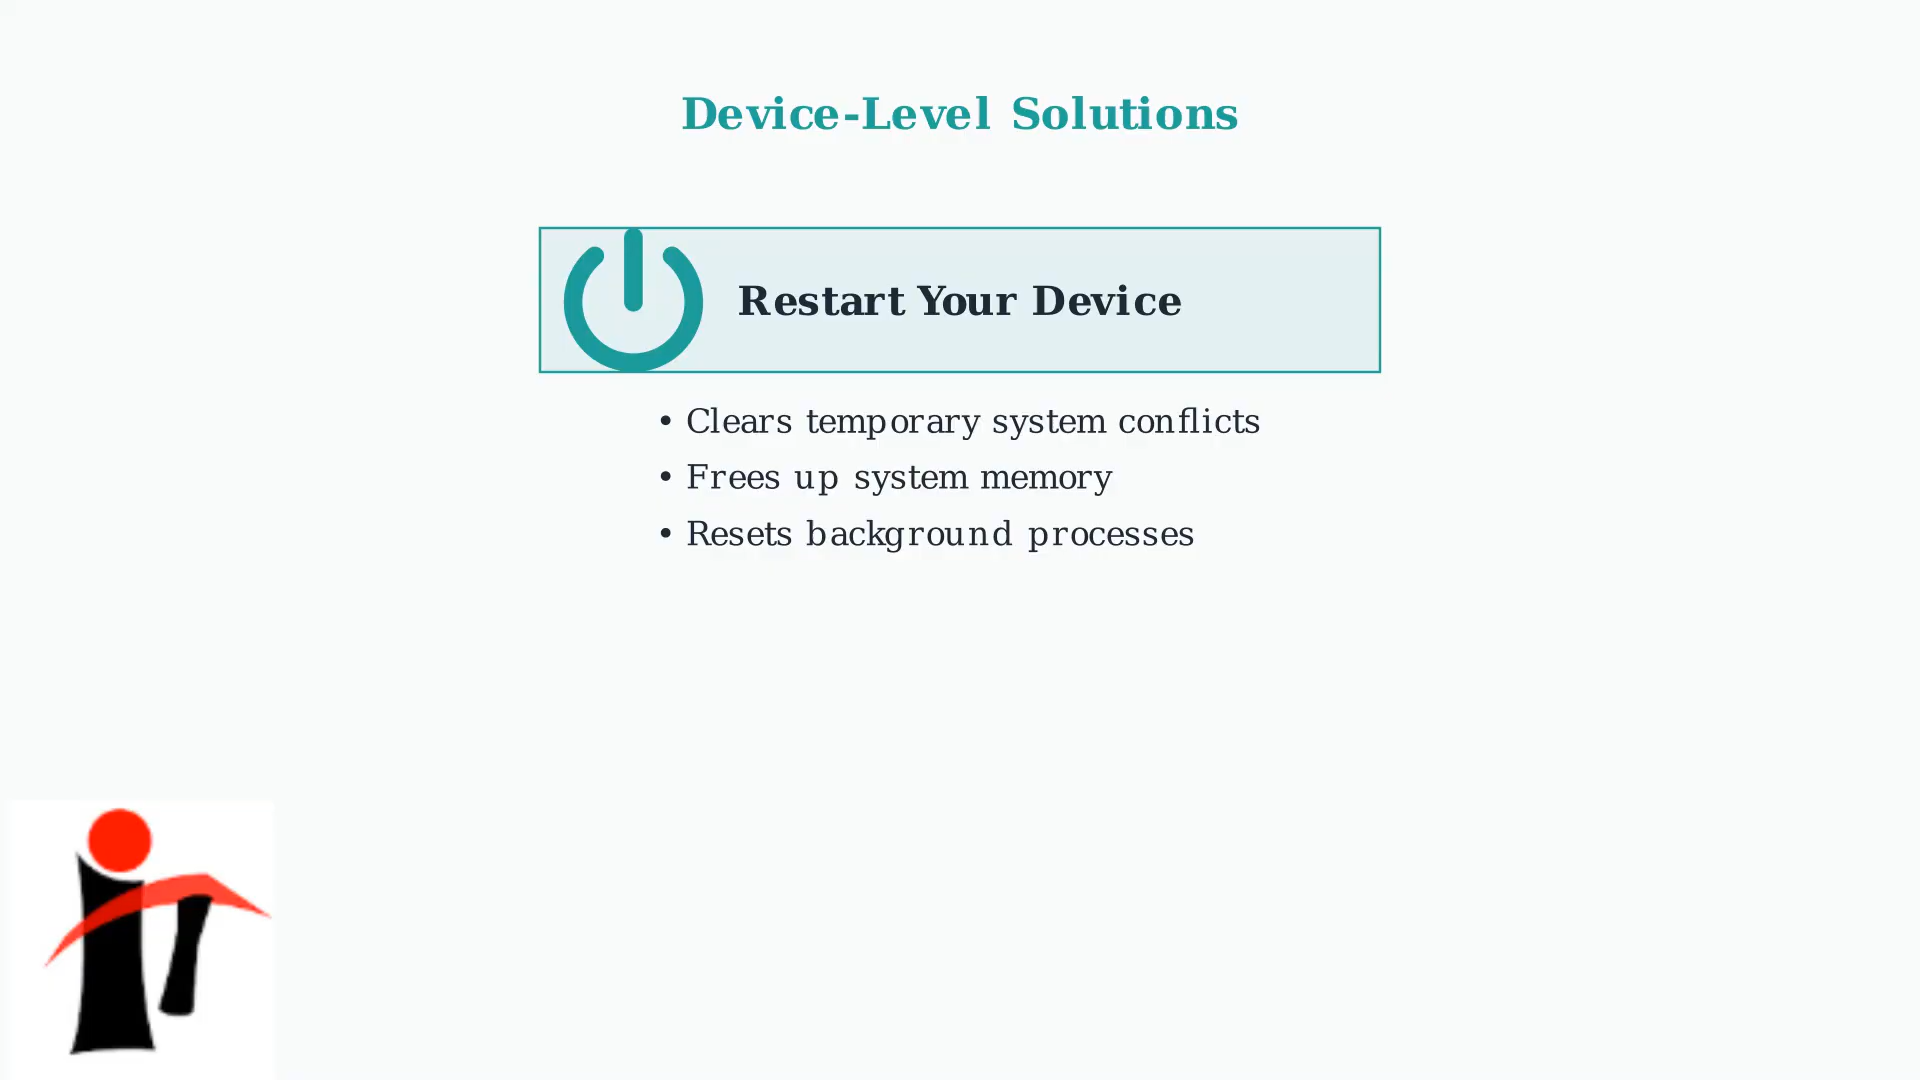 Device-Level Solutions
Restart Your Device
• Clears temporary system conflicts
• Frees up system memory
• Resets background processes